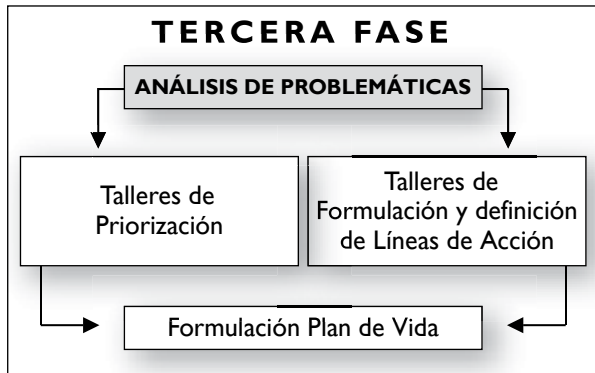 TERCERA FASE
ANÁLISIS DE PROBLEMÁTICAS
Talleres de
Priorización
Talleres de
Formulación y definición
de Líneas de Acción
Formulación Plan de Vida